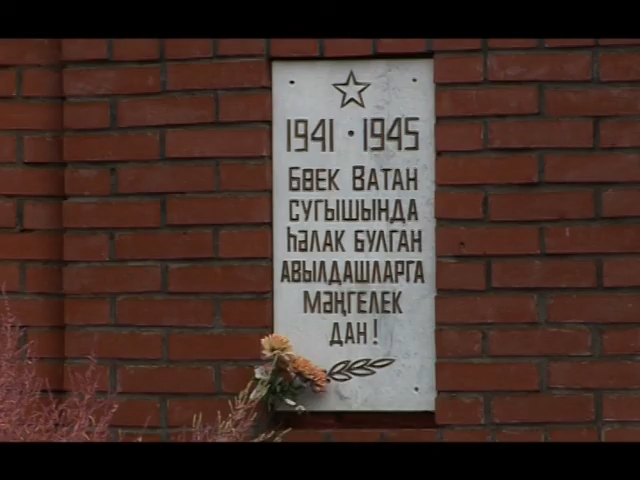 1941 · 1945
Бөек Ватан
сугышында
һәлак булган
авылдашларга
мәңгелек
дан!